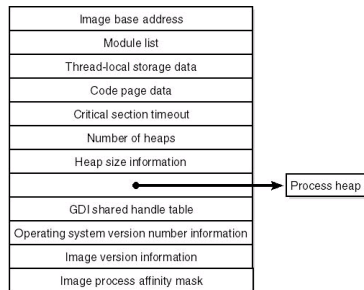 Image base address
Module list
Thread-local storage data
Code page data
Critical section timeout
Number of heaps
Heap size information
Process heap
GDI shared handle table
Operating system version number information
Image version information
Image process affinity mask